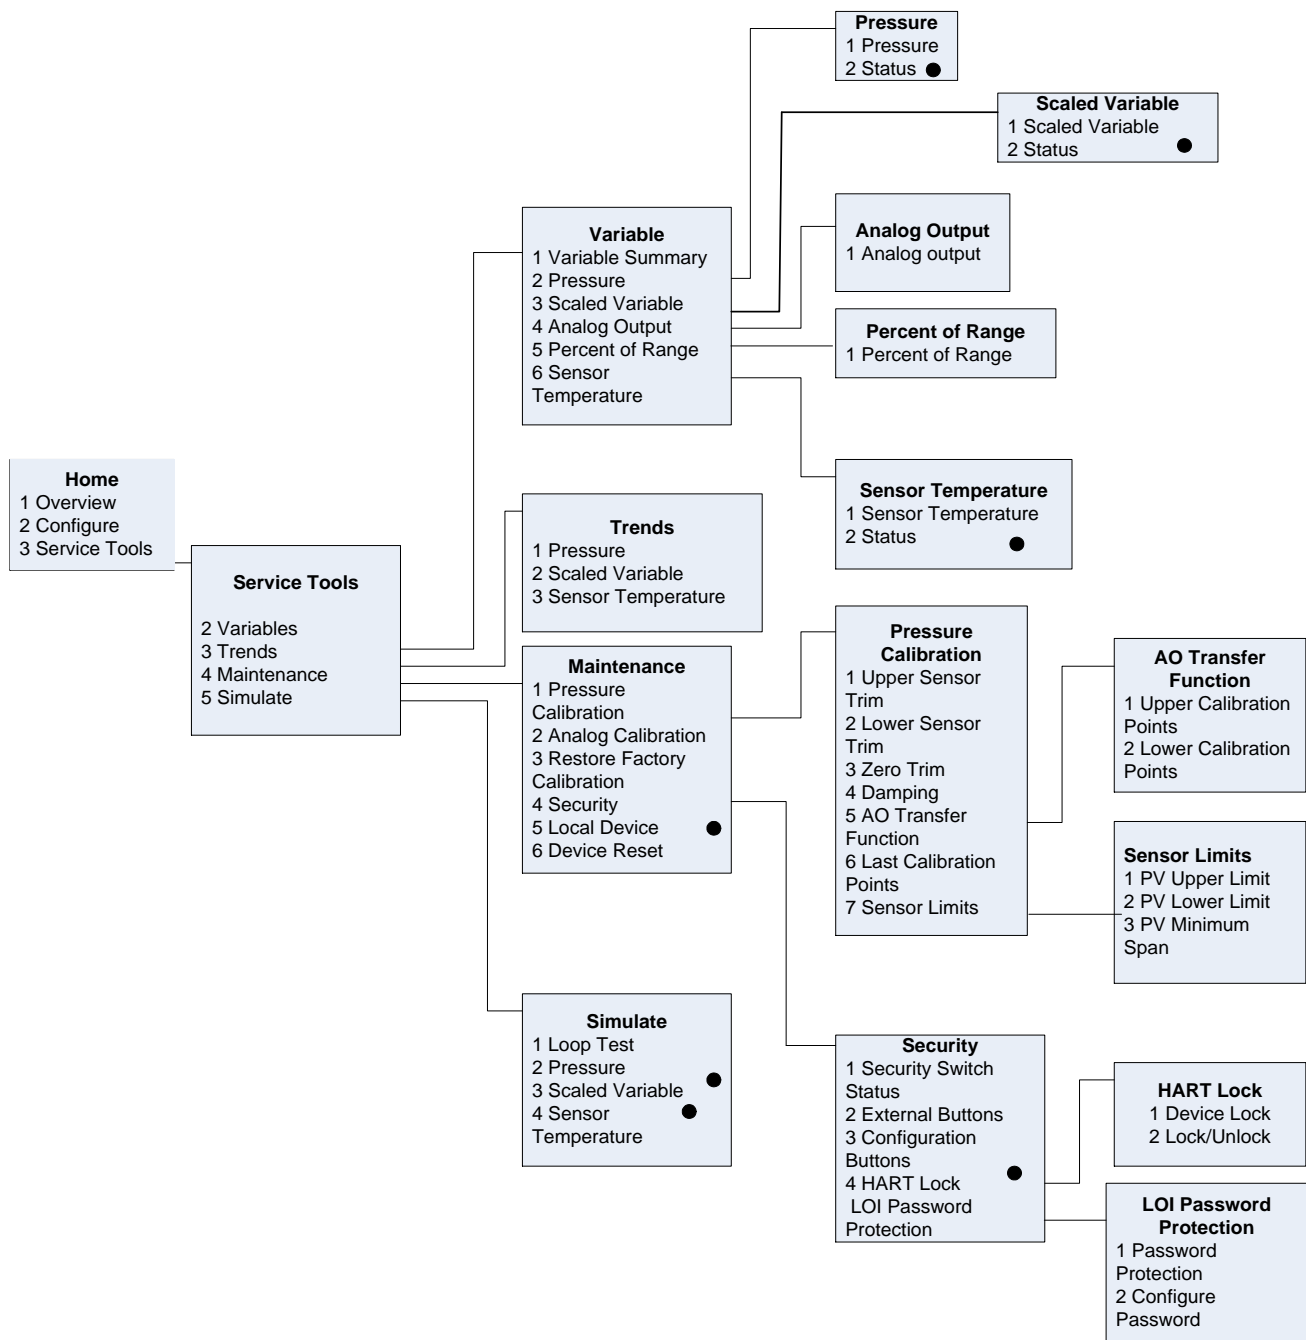 Home
1 Overview
2 Configure
3 Service Tools
Service Tools
2 Variables
3 Trends
4 Maintenance
5 Simulate
Variable
1 Variable Summary
2 Pressure
3 Scaled Variable
4 Analog Output
5 Percent of Range
6 Sensor
Temperature
Trends
1 Pressure
2 Scaled Variable
3 Sensor Temperature
Maintenance
1 Pressure
Calibration
2 Analog Calibration
3 Restore Factory
Calibration
4 Security
5 Local Device
6 Device Reset
Simulate
1 Loop Test
2 Pressure
3 Scaled Variable
4 Sensor
Temperature
Pressure
1 Pressure
2 Status
Scaled Variable
1 Scaled Variable
2 Status
Analog Output
1 Analog output
Percent of Range
1 Percent of Range
Sensor Temperature
1 Sensor Temperature
2 Status
Pressure
Calibration
1 Upper Sensor
Trim
2 Lower Sensor
Trim
3 Zero Trim
4 Damping
5 AO Transfer
Function
6 Last Calibration
Points
7 Sensor Limits
AO Transfer
Function
1 Upper Calibration
Points
2 Lower Calibration
Points
Sensor Limits
1 PV Upper Limit
2 PV Lower Limit
3 PV Minimum
Span
Security
1 Security Switch
Status
2 External Buttons
3 Configuration
Buttons
4 HART Lock
LOI Password
Protection
HART Lock
1 Device Lock
2 Lock/Unlock
LOI Password
Protection
1 Password
Protection
2 Configure
Password